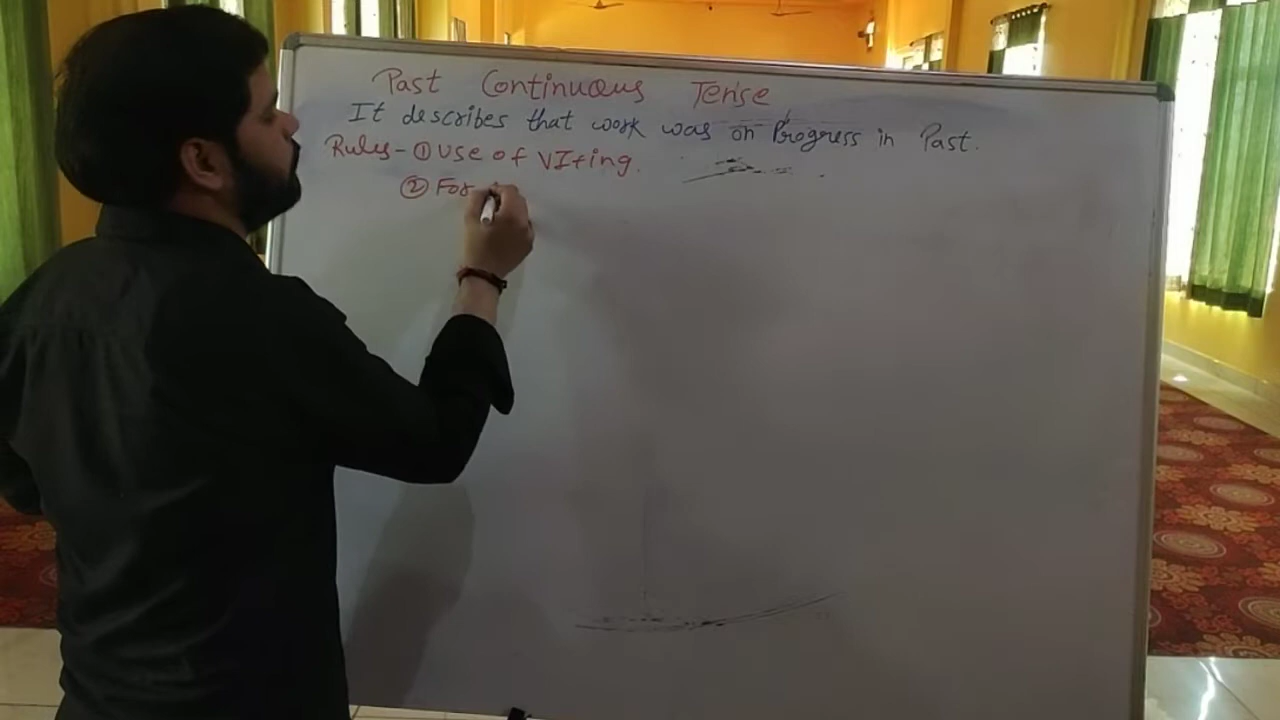 Past Continuous Tense
It describes that work was on Progress in Past.
Rules- ① Use of VI+ing.
② For